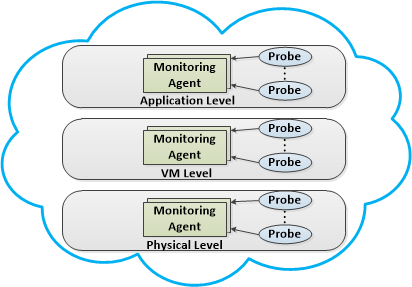 Probe
Monitoring
Agent
Probe
Application Level
Probe
Monitoring
Agent
Probe
VM Level
Probe
Monitoring
Agent
Probe
Physical Level